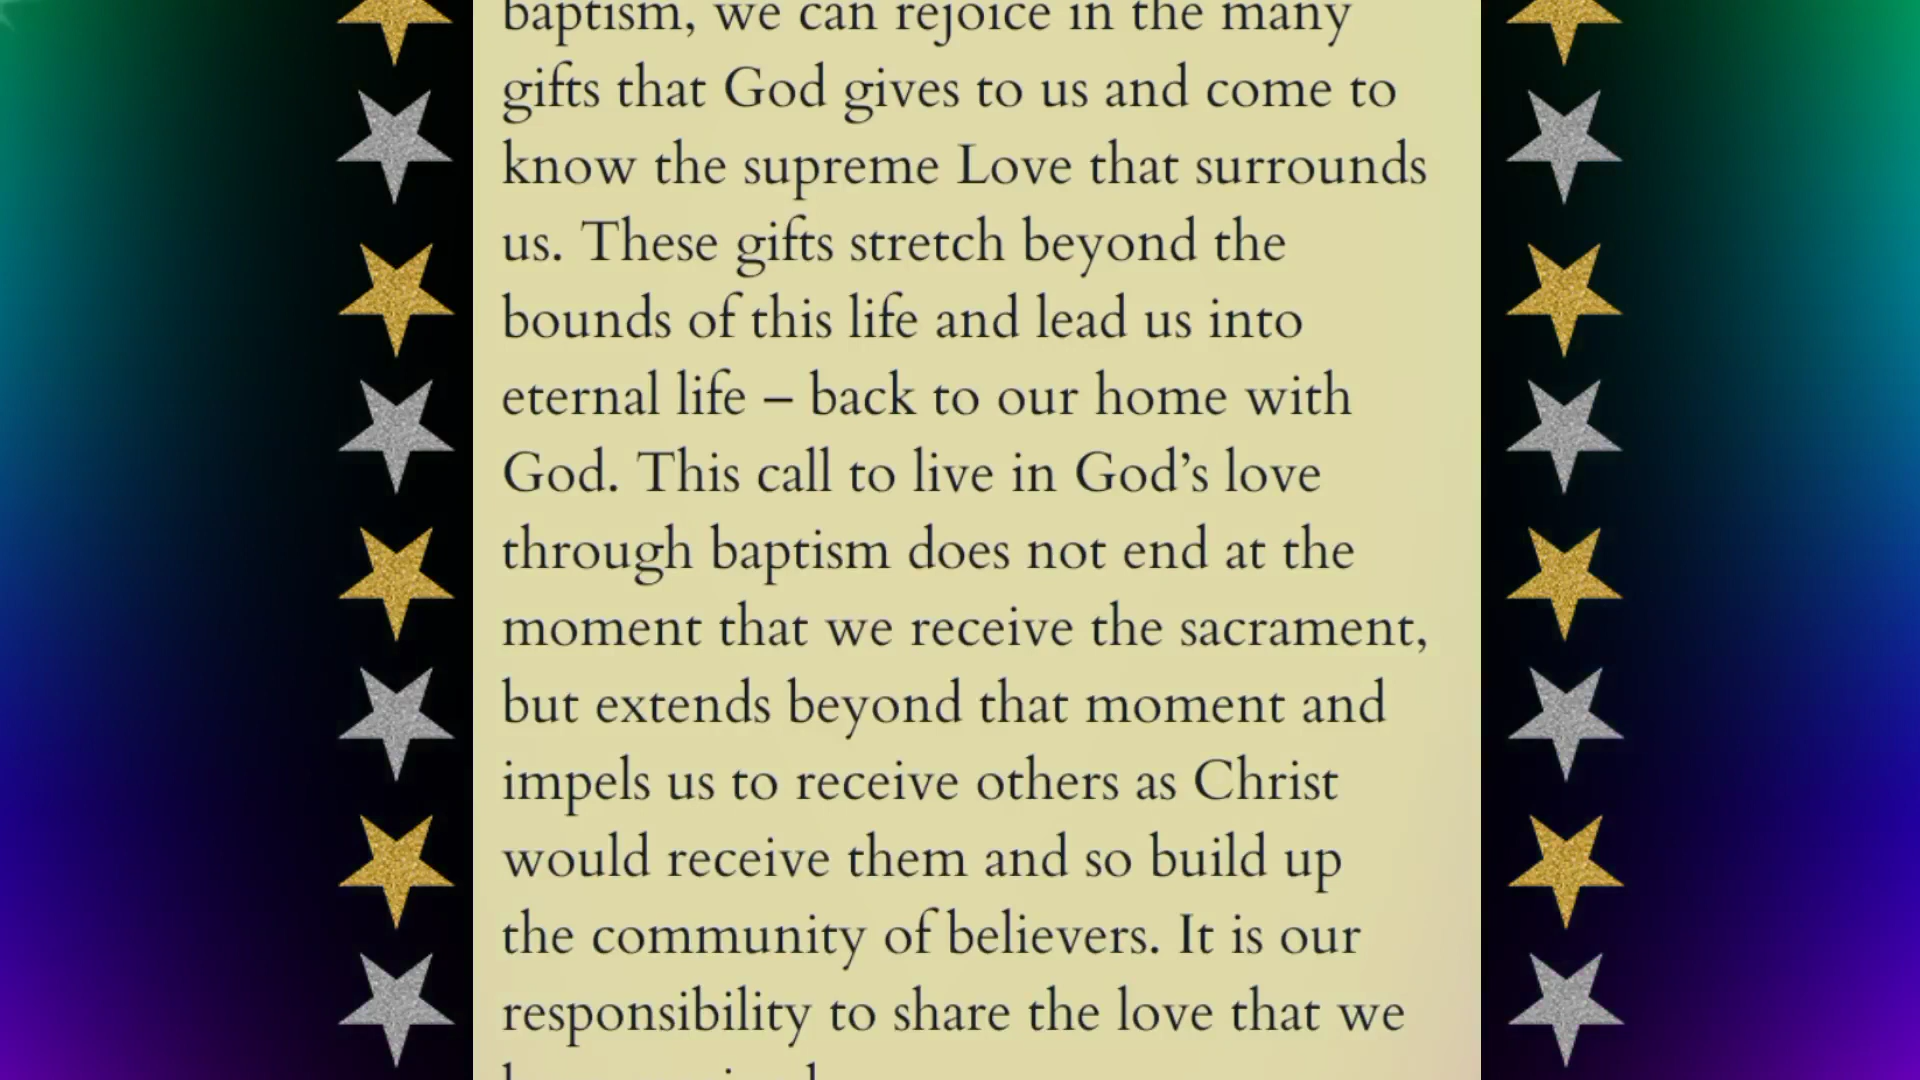 baptism, we can rejoice in the many
gifts that God gives to us and come to
know the supreme Love that surrounds
us. These gifts stretch beyond the
bounds of this life and lead us into
eternal life – back to our home with
God. This call to live in God’s love
through baptism does not end at the
moment that we receive the sacrament,
but extends beyond that moment and
impels us to receive others as Christ
would receive them and so build up
the community of believers. It is our
responsibility to share the love that we